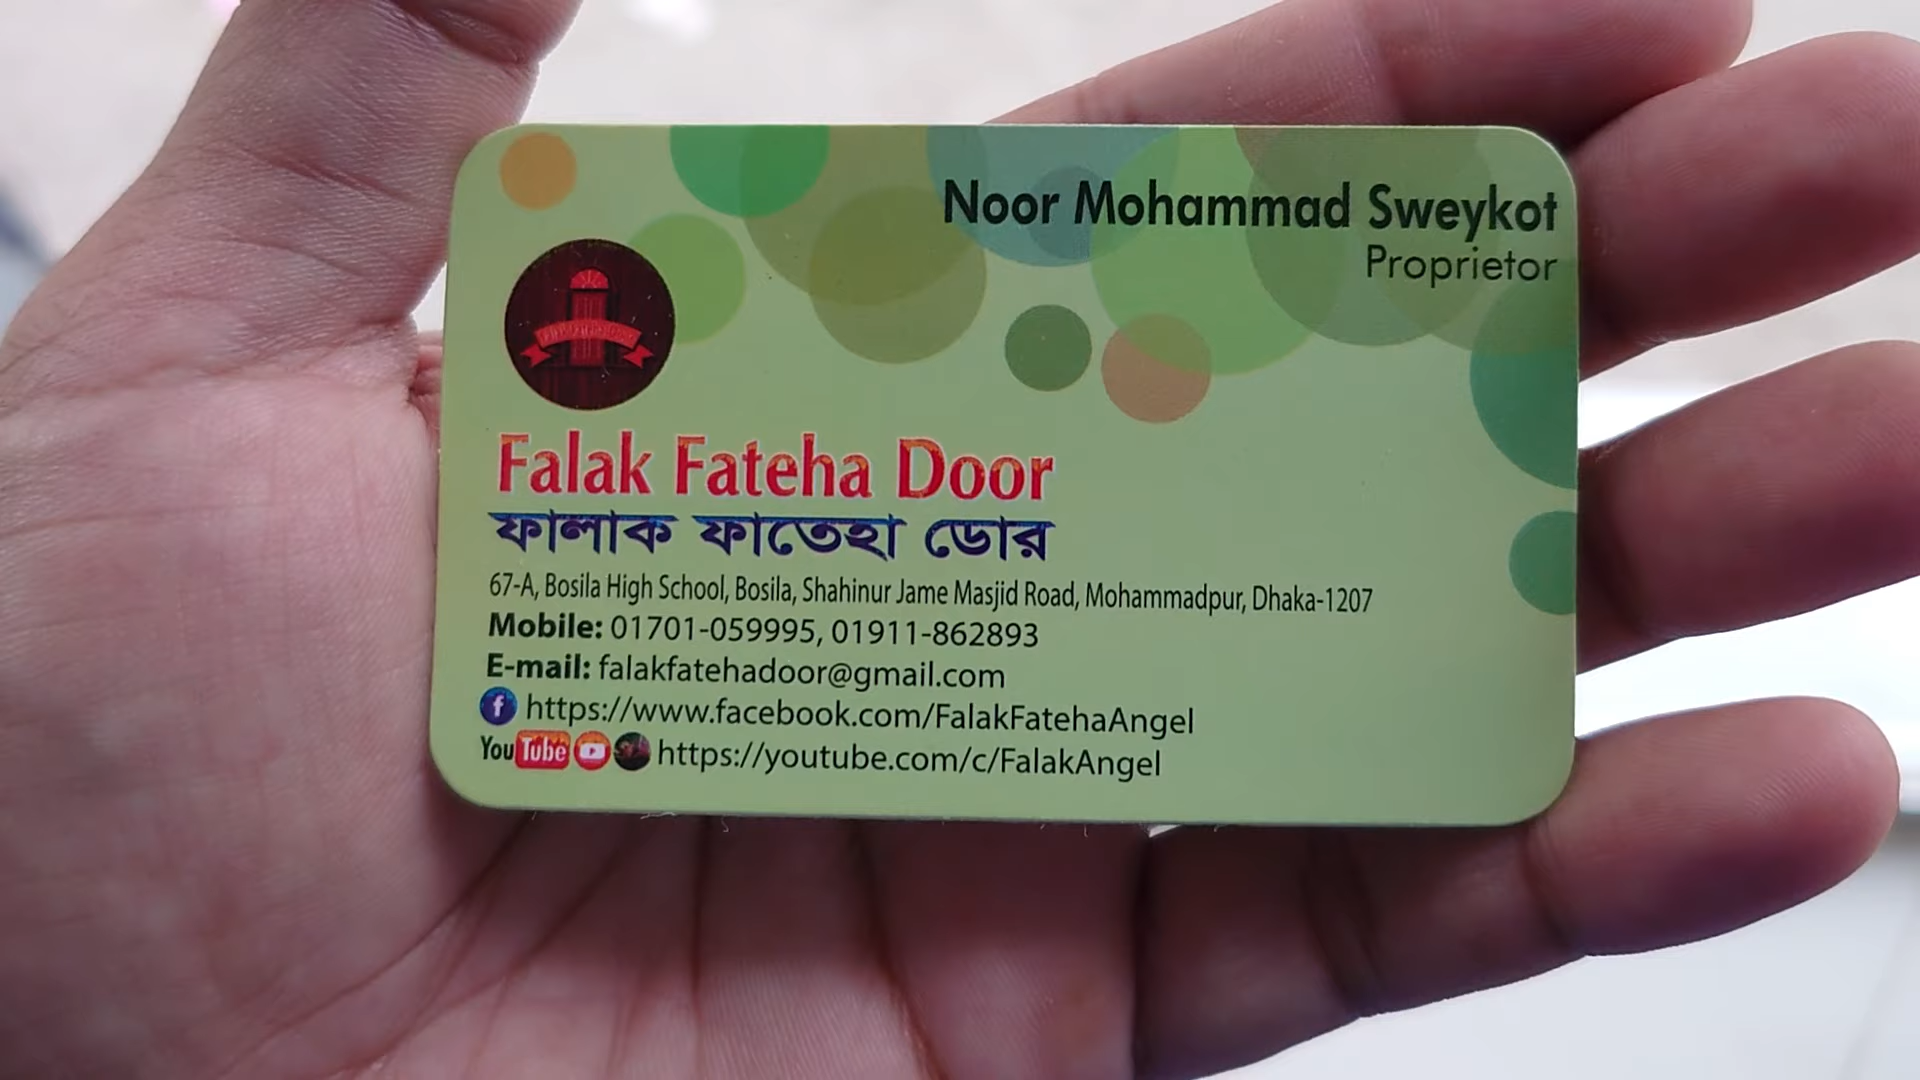 Noor Mohammad Sweykot
Proprietor
Falak Fateha Door
ফালাক ফাতেহা ডোর
67-A, Bosila High School, Bosila, Shahinur Jame Masjid Road, Mohammadpur, Dhaka-1207
Mobile: 01701-059995, 01911-862893
E-mail: falakfatehadoor@gmail.com
f https://www.facebook.com/FalakFatehaAngel
YouTube https://youtube.com/c/FalakAngel